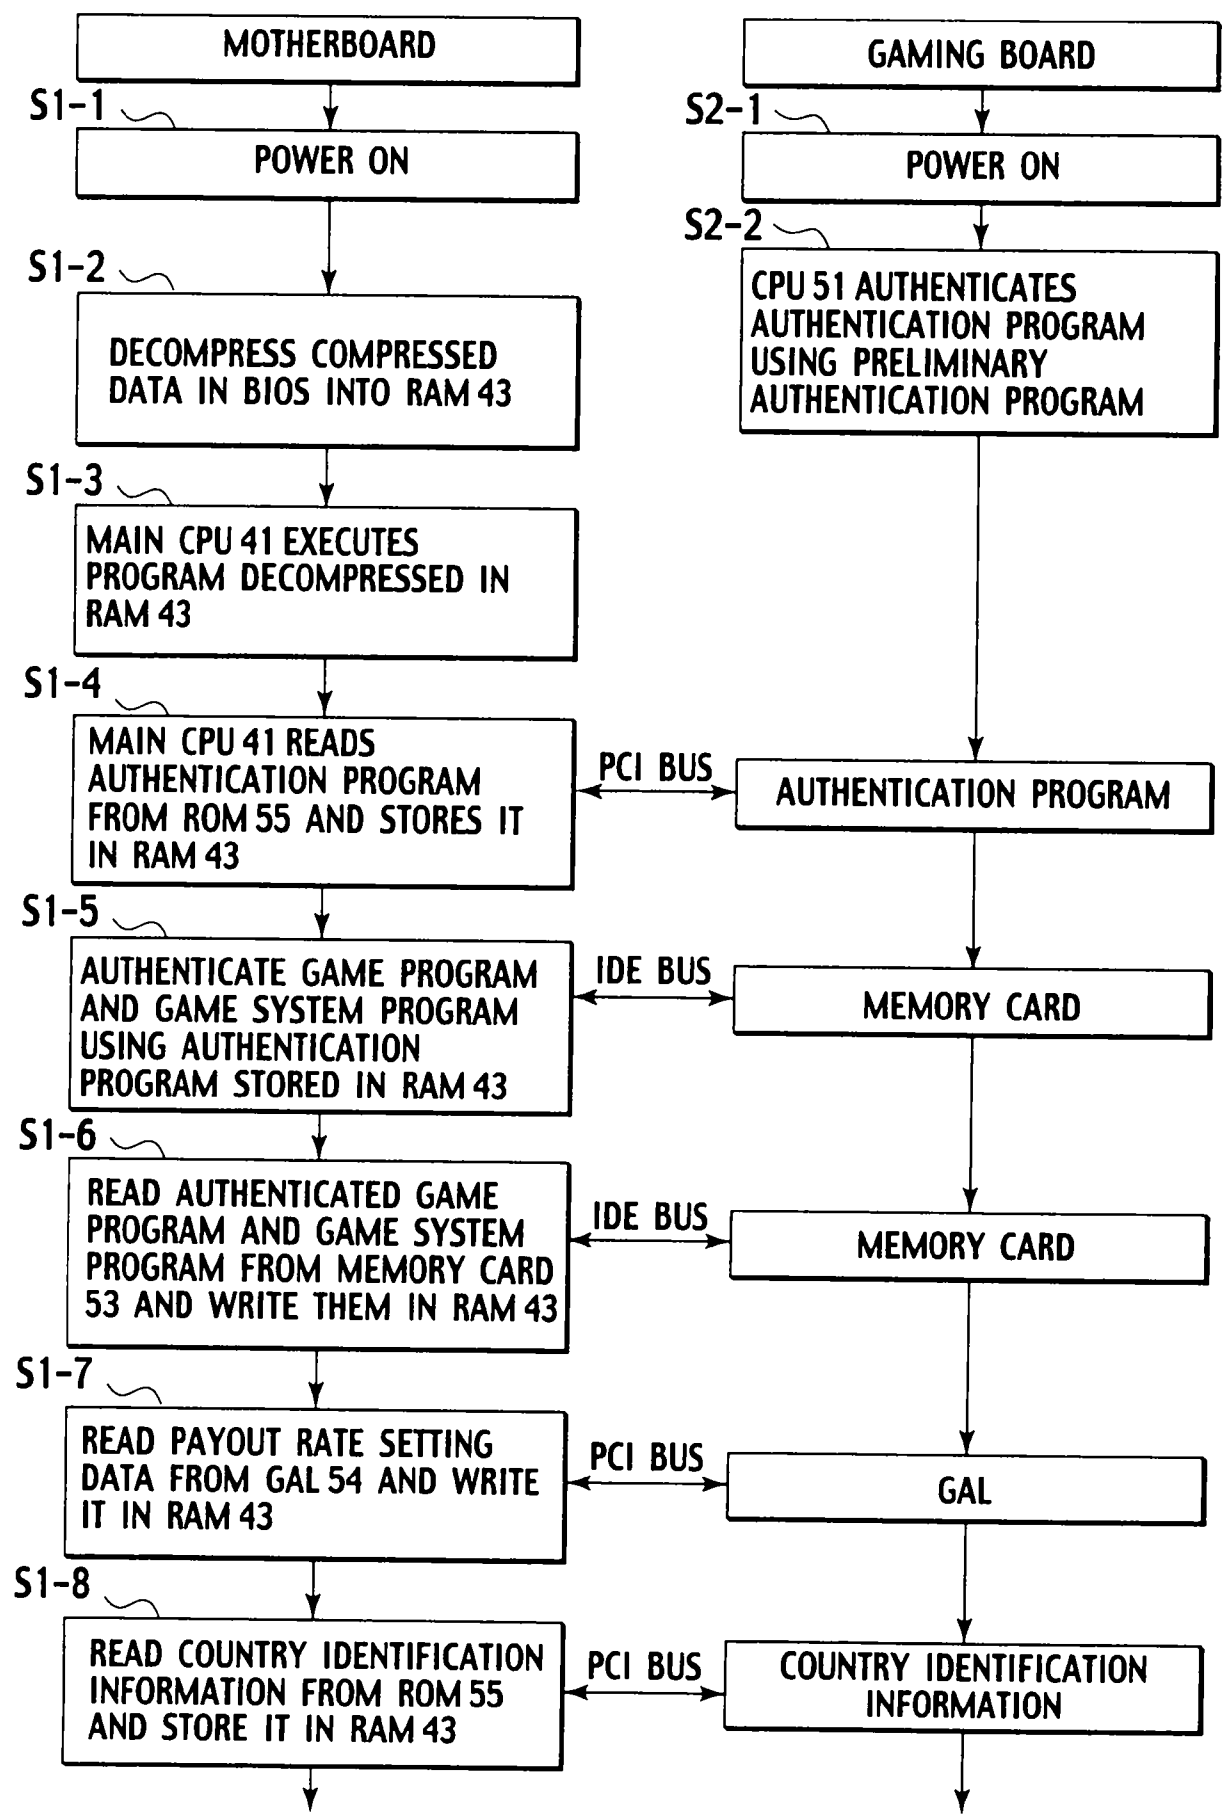 MOTHERBOARD
S1-1
POWER ON
S1-2
DECOMPRESS COMPRESSED
DATA IN BIOS INTO RAM 43
S1-3
MAIN CPU 41 EXECUTES
PROGRAM DECOMPRESSED IN
RAM 43
S1-4
MAIN CPU 41 READS
AUTHENTICATION PROGRAM
FROM ROM 55 AND STORES IT
IN RAM 43
S1-5
AUTHENTICATE GAME PROGRAM
AND GAME SYSTEM PROGRAM
USING AUTHENTICATION
PROGRAM STORED IN RAM 43
S1-6
READ AUTHENTICATED GAME
PROGRAM AND GAME SYSTEM
PROGRAM FROM MEMORY CARD
53 AND WRITE THEM IN RAM 43
S1-7
READ PAYOUT RATE SETTING
DATA FROM GAL 54 AND WRITE
IT IN RAM 43
S1-8
READ COUNTRY IDENTIFICATION
INFORMATION FROM ROM 55
AND STORE IT IN RAM 43
PCI BUS
IDE BUS
IDE BUS
PCI BUS
PCI BUS
GAMING BOARD
S2-1
POWER ON
S2-2
CPU 51 AUTHENTICATES
AUTHENTICATION PROGRAM
USING PRELIMINARY
AUTHENTICATION PROGRAM
AUTHENTICATION PROGRAM
MEMORY CARD
MEMORY CARD
GAL
COUNTRY IDENTIFICATION
INFORMATION